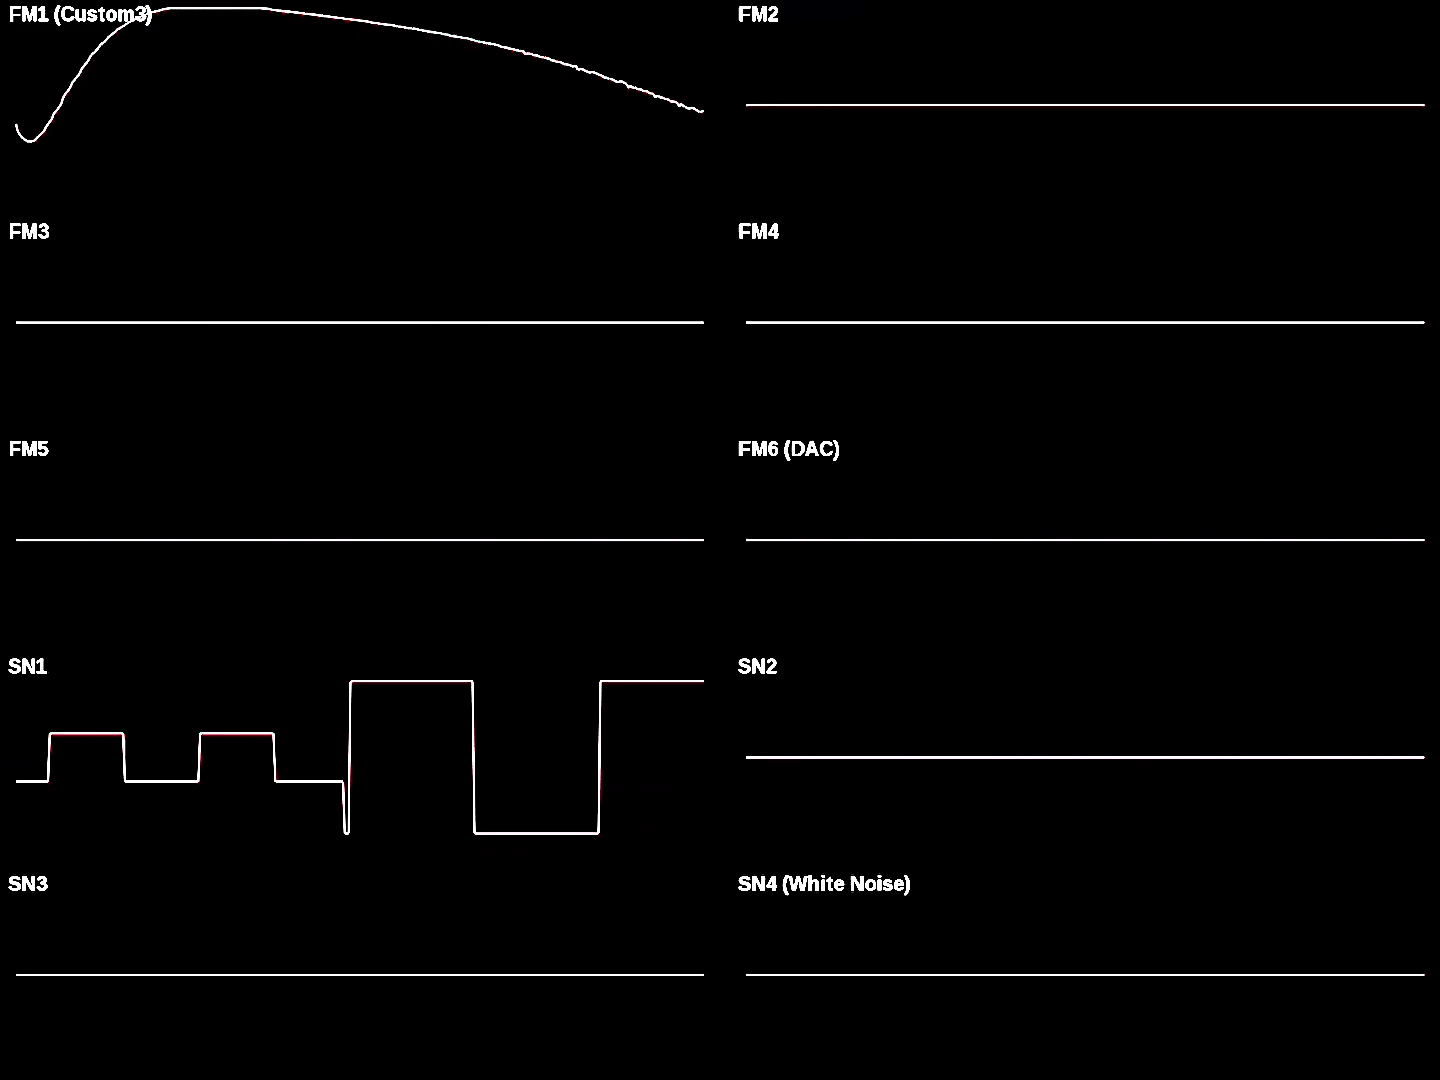 FM1 (Custom3)
FM2
FM3
FM4
FM5
FM6 (DAC)
SN1
SN2
SN3
SN4 (White Noise)